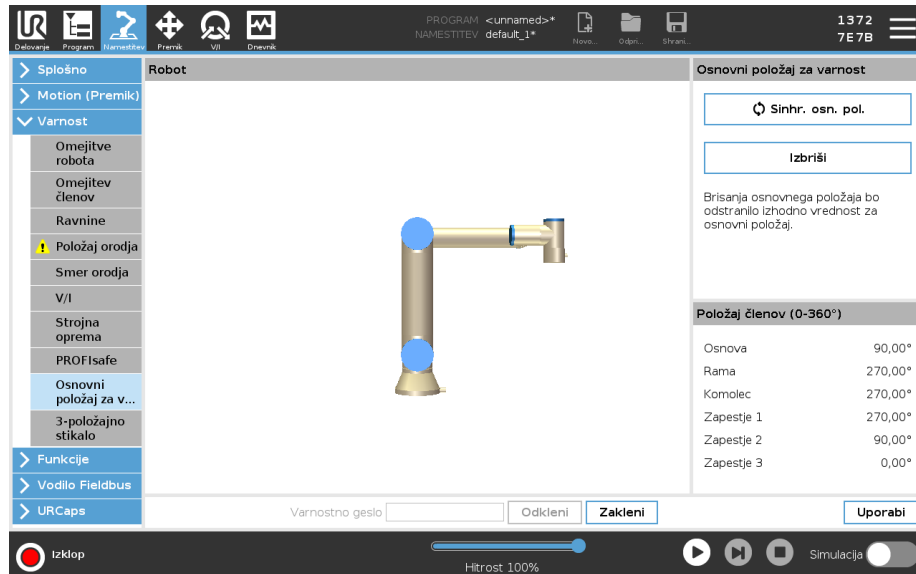 PROGRAM <unnamed>*
NAMESTITEV default_1*
Delovanje Program Namestitev Premik V/I Dnevnik
Novo... Odpri... Shrani...
1372
7E7B
Splošno
Motion (Premik)
Varnost
Omejitve
robota
Omejitev
členov
Ravnine
Položaj orodja
Smer orodja
V/I
Strojna
oprema
PROFIsafe
Osnovni
položaj za v...
3-položajno
stikalo
Funkcije
Vodilo Fieldbus
URCaps
Robot
Osnovni položaj za varnost
Sinhr. osn. pol.
Izbriši
Brisanja osnovnega položaja bo
odstranilo izhodno vrednost za
osnovni položaj.
Položaj členov (0-360°)
Osnova 90,00°
Rama 270,00°
Komolec 270,00°
Zapestje 1 270,00°
Zapestje 2 90,00°
Zapestje 3 0,00°
Varnostno geslo Odkleni Zakleni Uporabi
Izklop
Hitrost 100%
Simulacija